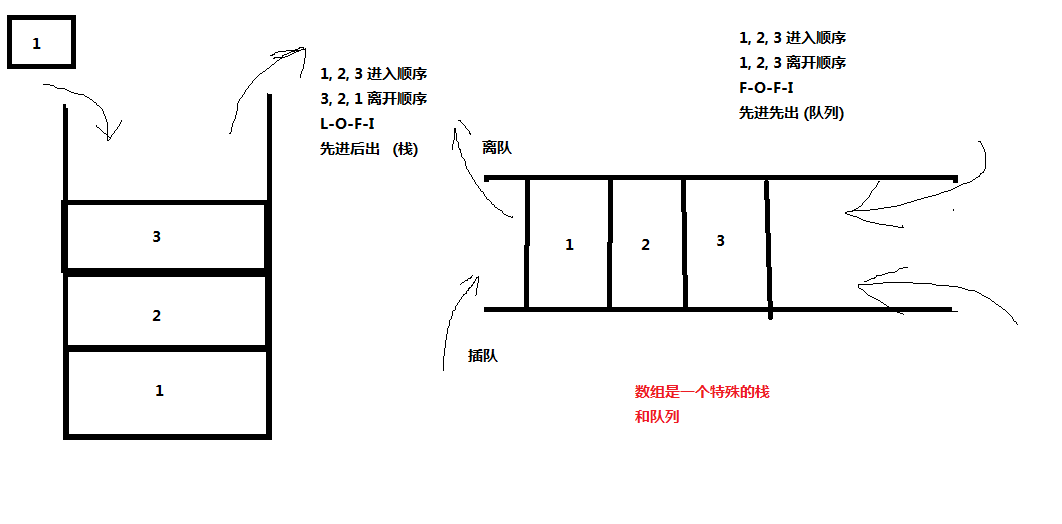 1
1, 2, 3 进入顺序
3, 2, 1 离开顺序
L-O-F-I
先进后出 (栈)
3
2
1
1, 2, 3 进入顺序
1, 2, 3 离开顺序
F-O-F-I
先进先出 (队列)
离队
1 2 3
插队
数组是一个特殊的栈
和队列